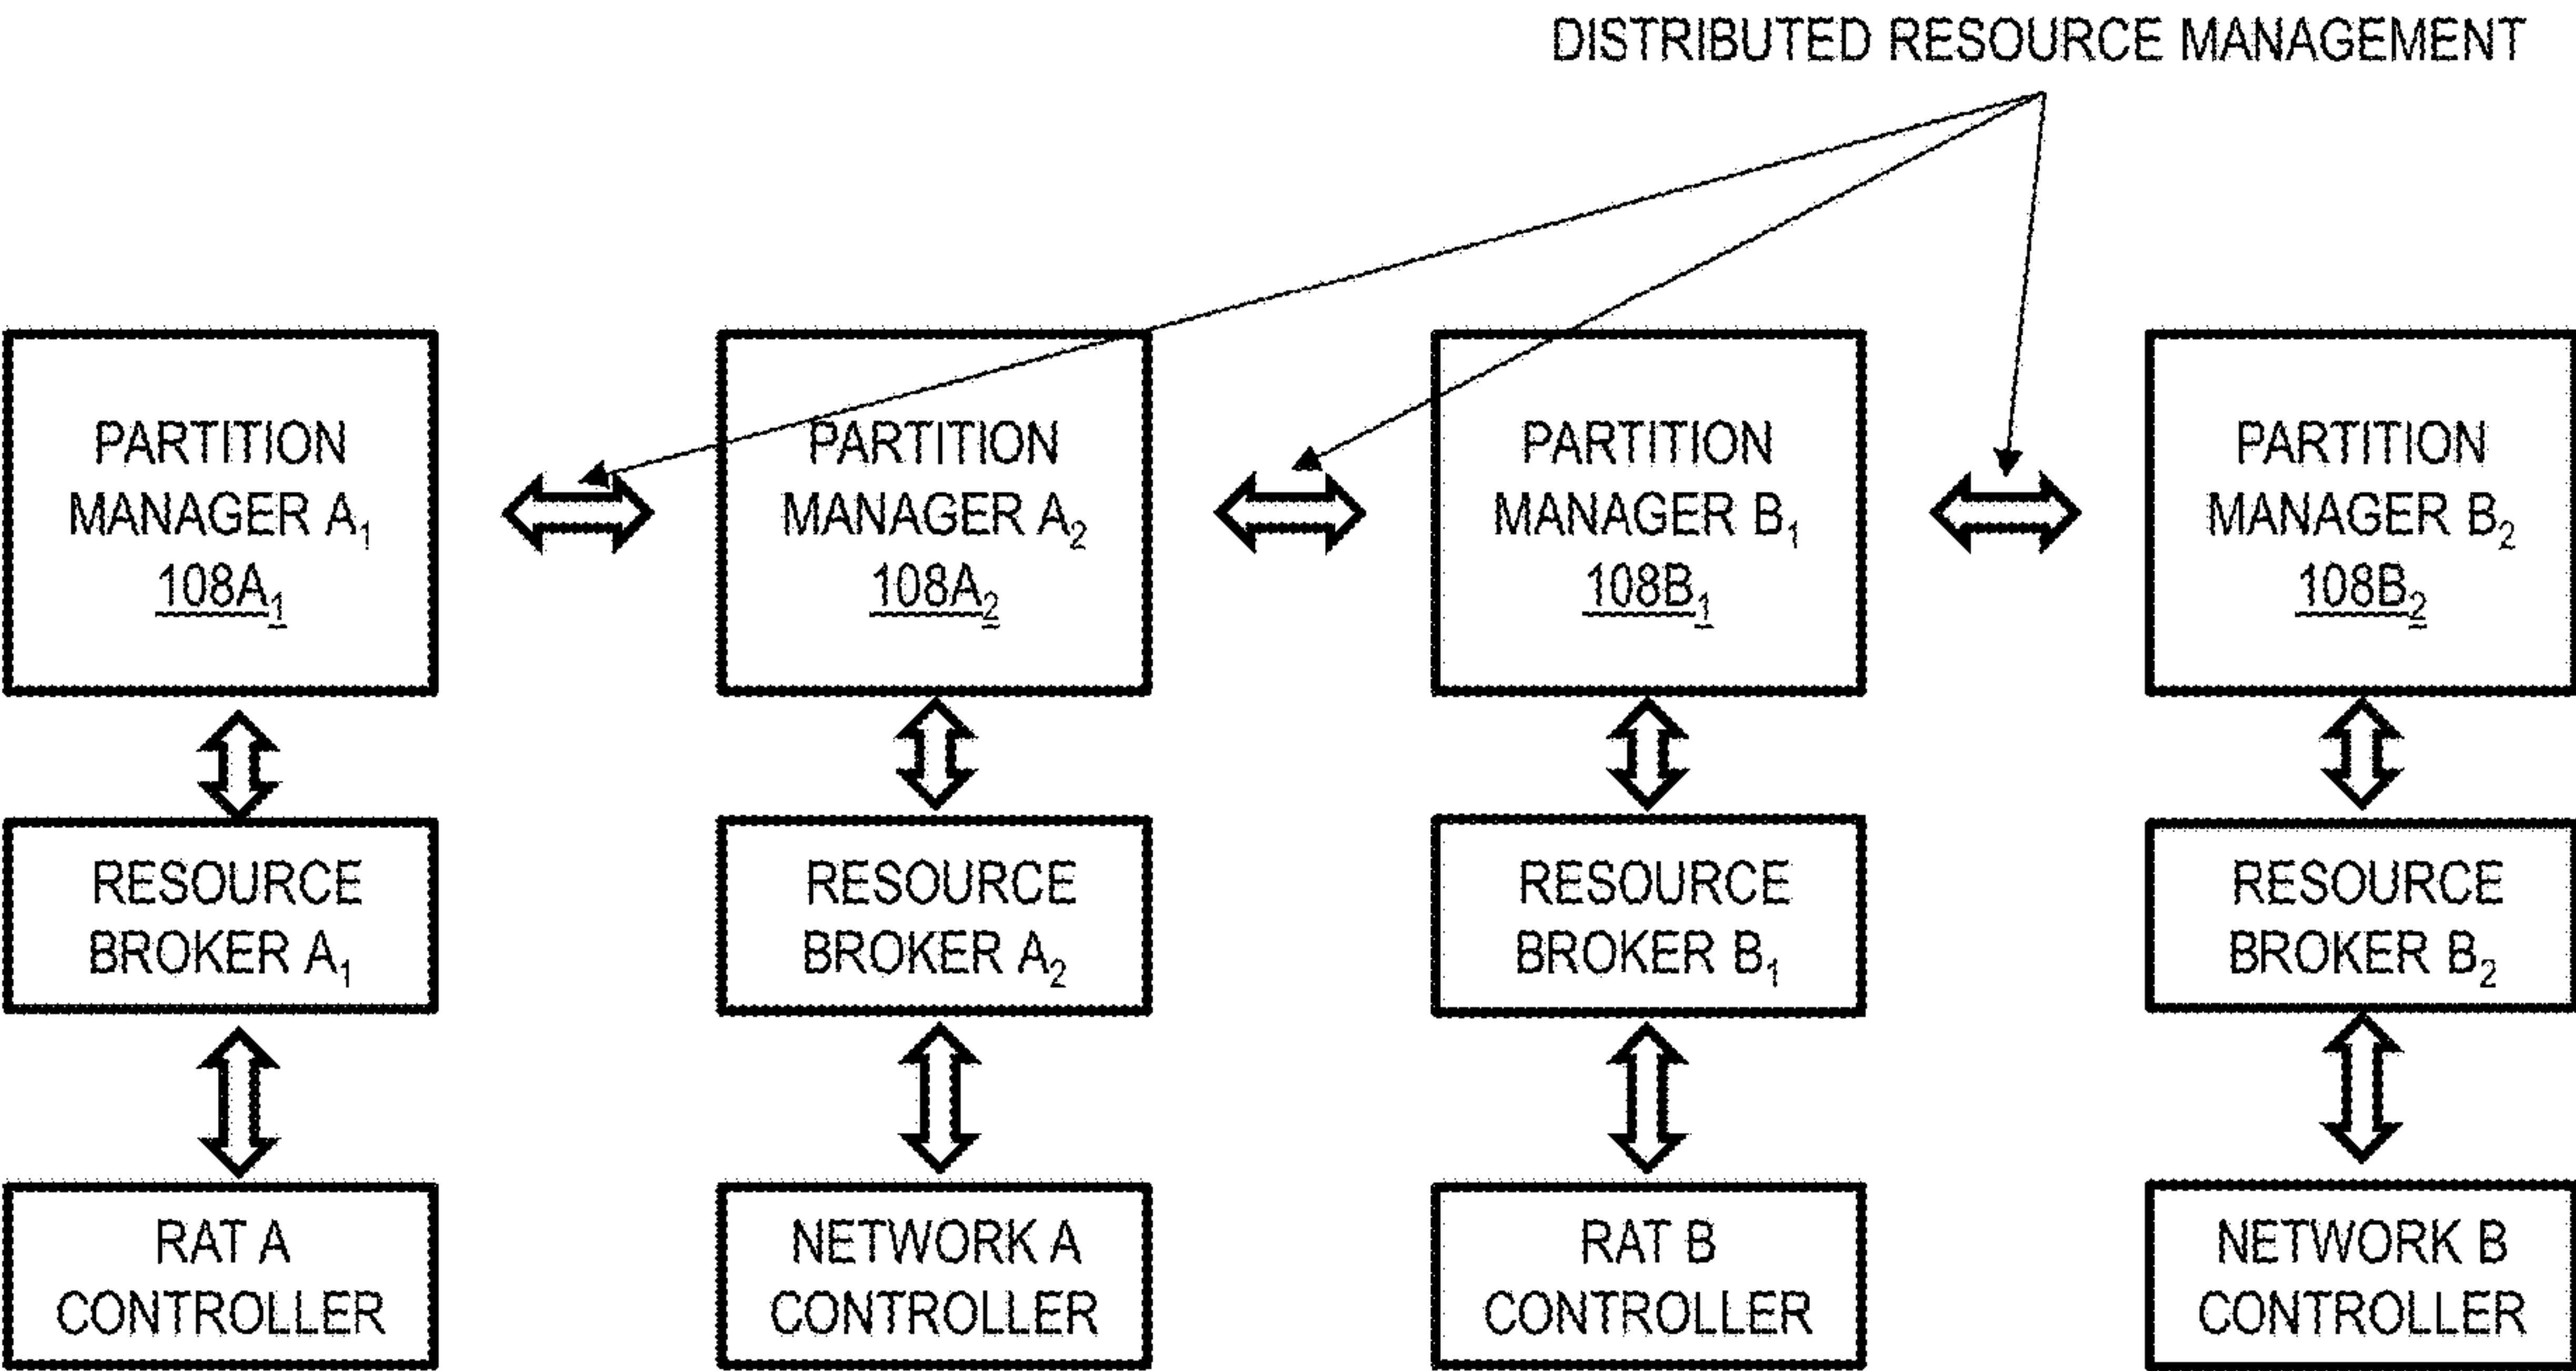 DISTRIBUTED RESOURCE MANAGEMENT
PARTITION
MANAGER A₁
108A₁
PARTITION
MANAGER A₂
108A₂
PARTITION
MANAGER B₁
108B₁
PARTITION
MANAGER B₂
108B₂
RESOURCE
BROKER A₁
RESOURCE
BROKER A₂
RESOURCE
BROKER B₁
RESOURCE
BROKER B₂
RAT A
CONTROLLER
NETWORK A
CONTROLLER
RAT B
CONTROLLER
NETWORK B
CONTROLLER